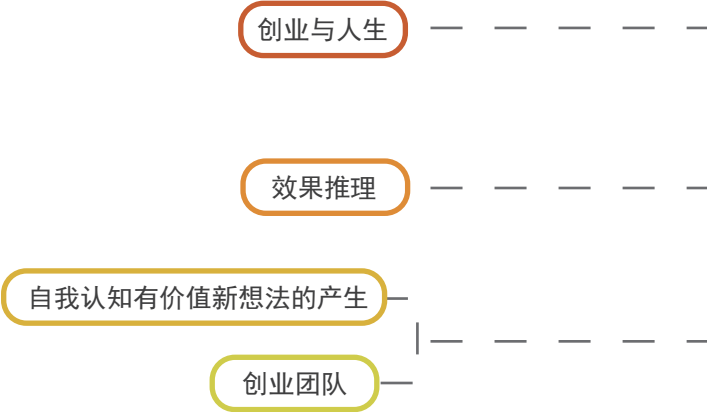 创业与人生
效果推理
自我认知有价值新想法的产生
创业团队